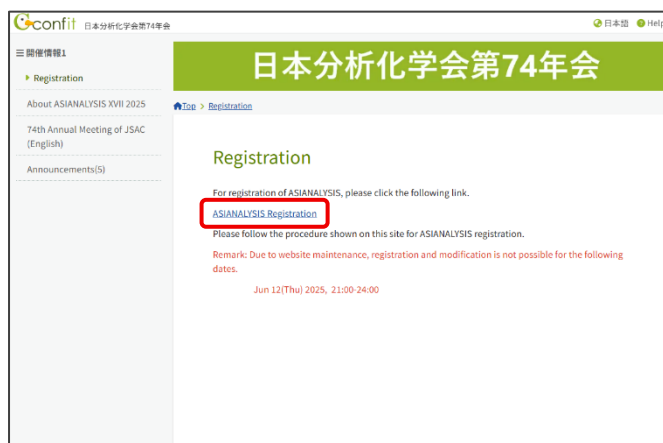 confit 日本分析化学会第74年会
日本語 Help
開催情報1
Registration
About ASIANALYSIS XVII 2025
74th Annual Meeting of JSAC
(English)
Announcements(5)
日本分析化学会第74年会
Top > Registration
Registration
For registration of ASIANALYSIS, please click the following link.
ASIANALYSIS Registration
Please follow the procedure shown on this site for ASIANALYSIS registration.
Remark: Due to website maintenance, registration and modification is not possible for the following
dates.
Jun 12(Thu) 2025, 21:00-24:00